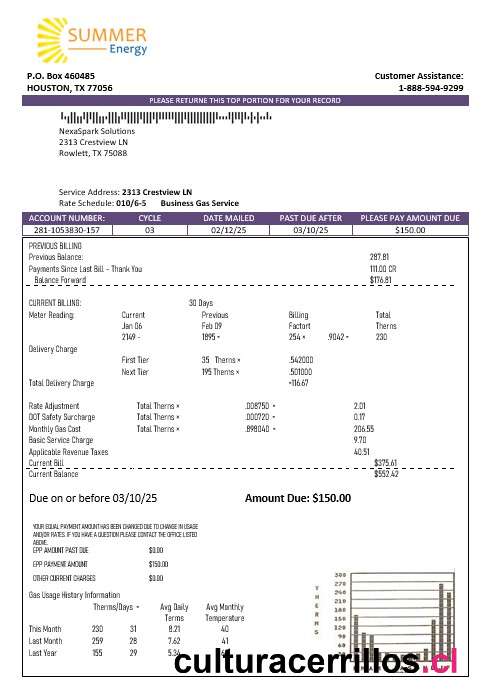 SUMMER
Energy
P.O. Box 460485
HOUSTON, TX 77056
Customer Assistance:
1-888-594-9299
PLEASE RETURNE THIS TOP PORTION FOR YOUR RECORD
NexaSpark Solutions
2313 Crestview LN
Rowlett, TX 75088
Service Address: 2313 Crestview LN
Rate Schedule: 010/6-5 Business Gas Service
ACCOUNT NUMBER: CYCLE DATE MAILED PAST DUE AFTER PLEASE PAY AMOUNT DUE
281-1053830-157 03 02/12/25 03/10/25 $150.00
PREVIOUS BILLING
Previous Balance: 287.81
Payments Since Last Bill - Thank You 111.00 CR
Balance Forward $176.81
CURRENT BILLING: 30 Days
Meter Reading: Current Previous Billing Total
Jan 06 Feb 09 Factort Therns
2149 - 1895 = 254 × .9042 = 230
Delivery Charge
First Tier 35 Therns × .542000
Next Tier 195 Therns × .501000
Total Delivery Charge =116.67
Rate Adjustment Total Therns × .008750 = 2.01
DOT Safety Surcharge Total Therns × .000720 = 0.17
Monthly Gas Cost Total Therns × .898040 = 206.55
Basic Service Charge 9.70
Applicable Revenue Taxes 40.51
Current Bill $375.61
Current Balance $552.42
Due on or before 03/10/25 Amount Due: $150.00
YOUR EQUAL PAYMENT AMOUNT HAS BEEN CHANGED DUE TO CHANGE IN USAGE
AND/OR RATES. IF YOU HAVE A QUESTION PLEASE CONTACT THE OFFICE LISTED
ABOVE.
EPP AMOUNT PAST DUE $0.00
EPP AMOUNT PAYMENT $150.00
OTHER CURRENT CHARGES $0.00
Gas Usage History Information
Therms/Days = Avg Daily Avg Monthly
Terms Temperature
This Month 230 31 8.21 40
Last Month 259 28 7.62 41
Last Year 155 29
THERMS
300
270
240
210
180
150
120
90
60
culturacerrillos.cl